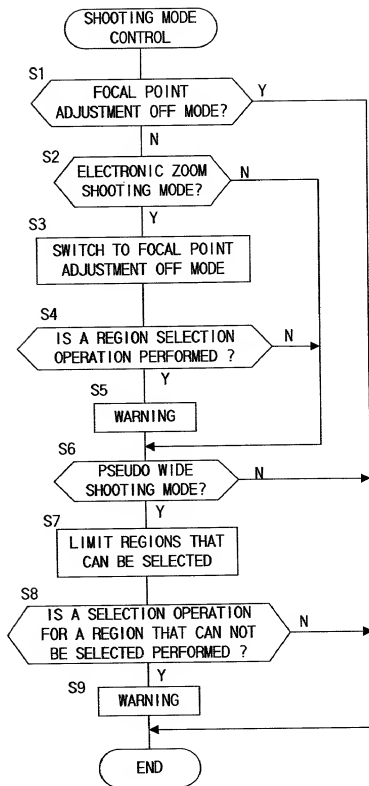 SHOOTING MODE
CONTROL
S1
FOCAL POINT
ADJUSTMENT OFF MODE?
Y
N
S2
ELECTRONIC ZOOM
SHOOTING MODE?
N
Y
S3
SWITCH TO FOCAL POINT
ADJUSTMENT OFF MODE
S4
IS A REGION SELECTION
OPERATION PERFORMED ?
N
Y
S5
WARNING
S6
PSEUDO WIDE
SHOOTING MODE?
N
Y
S7
LIMIT REGIONS THAT
CAN BE SELECTED
S8
IS A SELECTION OPERATION
FOR A REGION THAT CAN NOT
BE SELECTED PERFORMED ?
N
Y
S9
WARNING
END